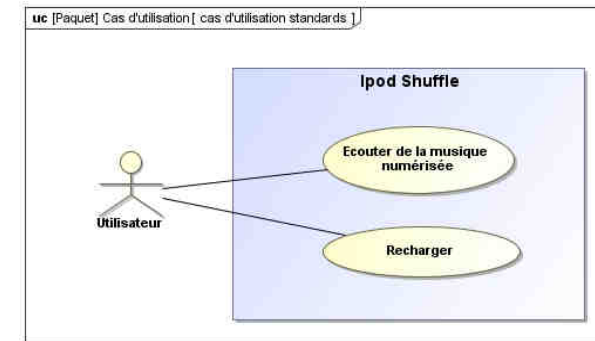 uc [Paquet] Cas d'utilisation [ cas d'utilisation standards ]
Ipod Shuffle
Ecouter de la musique
numérisée
Utilisateur
Recharger